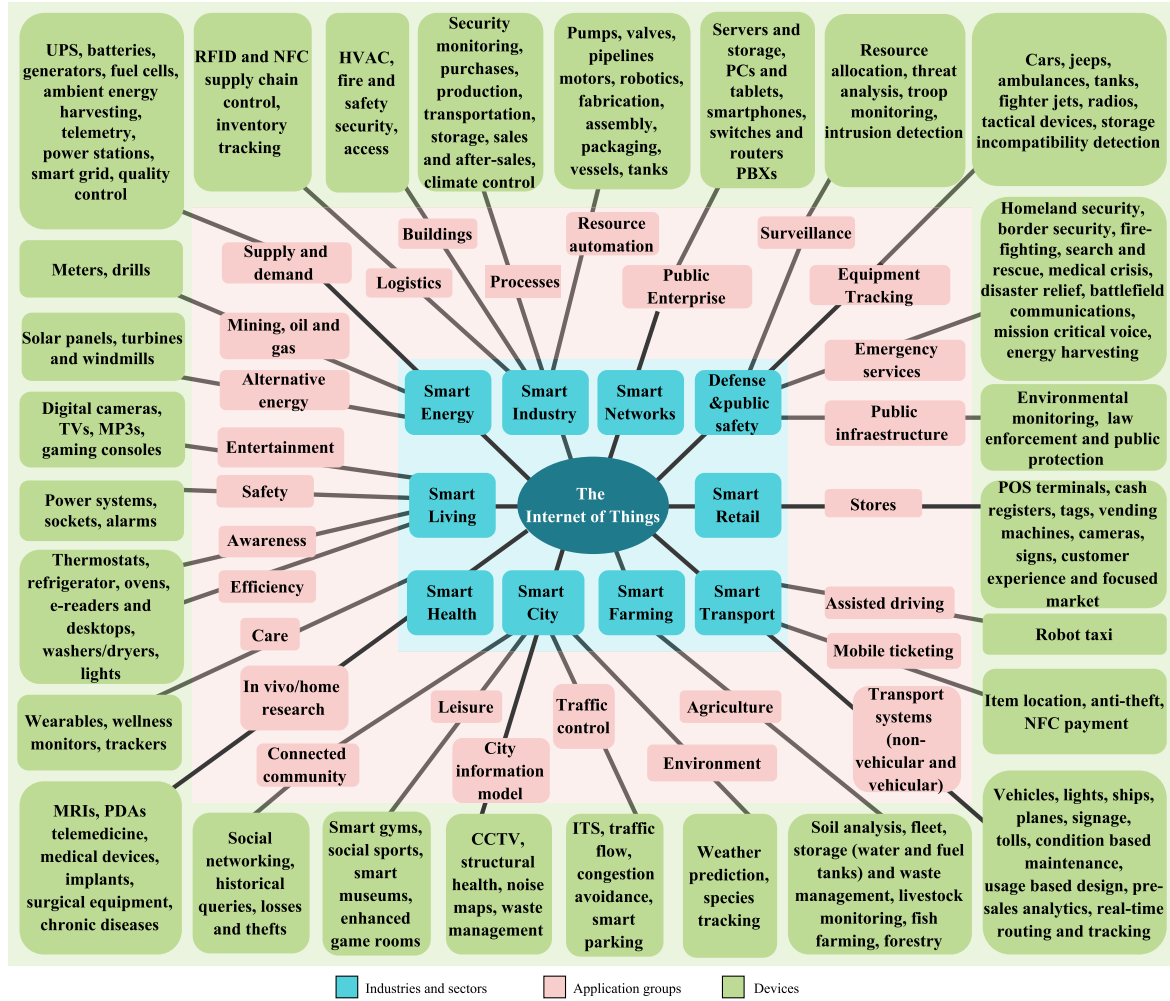 UPS, batteries,
generators, fuel cells,
ambient energy
harvesting,
telemetry,
power stations,
smart grid, quality
control
RFID and NFC
supply chain
control,
inventory
tracking
HVAC,
fire and
safety
security,
access
Security
monitoring,
purchases,
production,
transportation,
storage, sales
and after-sales,
climate control
Pumps, valves,
pipelines
motors, robotics,
fabrication,
assembly,
packaging,
vessels, tanks
Servers and
storage,
PCs and
tablets,
smartphones,
switches and
routers
PBXs
Resource
allocation, threat
analysis, troop
monitoring,
intrusion detection
Cars, jeeps,
ambulances, tanks,
fighter jets, radios,
tactical devices, storage
incompatibility detection
Meters, drills
Solar panels, turbines
and windmills
Digital cameras,
TVs, MP3s,
gaming consoles
Power systems,
sockets, alarms
Thermostats,
refrigerator, ovens,
e-readers and
desktops,
washers/dryers,
lights
Wearables, wellness
monitors, trackers
MRIs, PDAs
telemedicine,
medical devices,
implants,
surgical equipment,
chronic diseases
Supply and
demand
Logistics
Buildings
Processes
Resource
automation
Public
Enterprise
Surveillance
Equipment
Tracking
Mining, oil and
gas
Alternative
energy
Entertainment
Safety
Awareness
Efficiency
Care
In vivo/home
research
Connected
community
Leisure
City
information
model
Traffic
control
Environment
Agriculture
Transport
systems
(non-
vehicular and
vehicular)
Mobile ticketing
Assisted driving
Stores
Public
infraestructure
Emergency
services
Smart
Energy
Smart
Industry
Smart
Networks
Defense
&public
safety
Smart
Living
The
Internet of Things
Smart
Retail
Smart
Health
Smart
City
Smart
Farming
Smart
Transport
Homeland security,
border security, fire-
fighting, search and
rescue, medical crisis,
disaster relief, battlefield
communications,
mission critical voice,
energy harvesting
Environmental
monitoring, law
enforcement and public
protection
POS terminals, cash
registers, tags, vending
machines, cameras,
signs, customer
experience and focused
market
Robot taxi
Item location, anti-theft,
NFC payment
Vehicles, lights, ships,
planes, signage,
tolls, condition based
maintenance,
usage based design, pre-
sales analytics, real-time
routing and tracking
Social
networking,
historical
queries, losses
and thefts
Smart gyms,
social sports,
smart
museums,
enhanced
game rooms
CCTV,
structural
health, noise
maps, waste
management
ITS, traffic
flow,
congestion
avoidance,
smart
parking
Weather
prediction,
species
tracking
Soil analysis, fleet,
storage (water and fuel
tanks) and waste
management, livestock
monitoring, fish
farming, forestry
Industries and sectors
Application groups
Devices